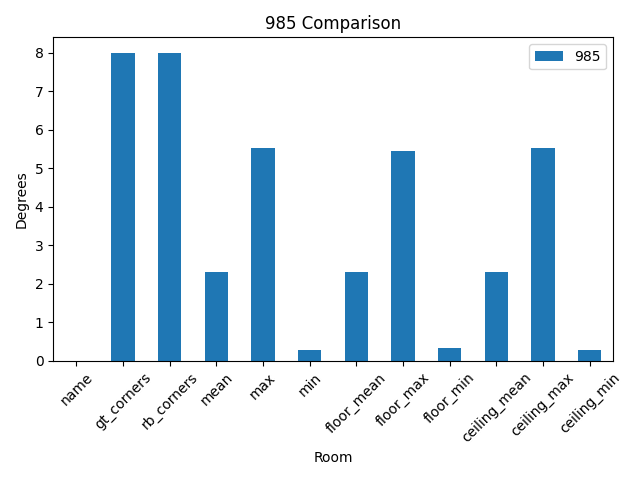 985 Comparison
985
Degrees
8
7
6
5
4
3
2
1
0
name
gt_corners
rb_corners
mean
max
min
floor_mean
floor_max
floor_min
ceiling_mean
ceiling_max
ceiling_min
Room